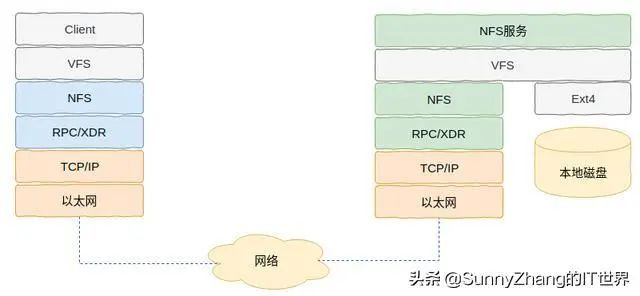 Client
VFS
NFS
RPC/XDR
TCP/IP
以太网
NFS服务
VFS
NFS
Ext4
RPC/XDR
TCP/IP
本地磁盘
以太网
网络
头条 @SunnyZhang的IT世界